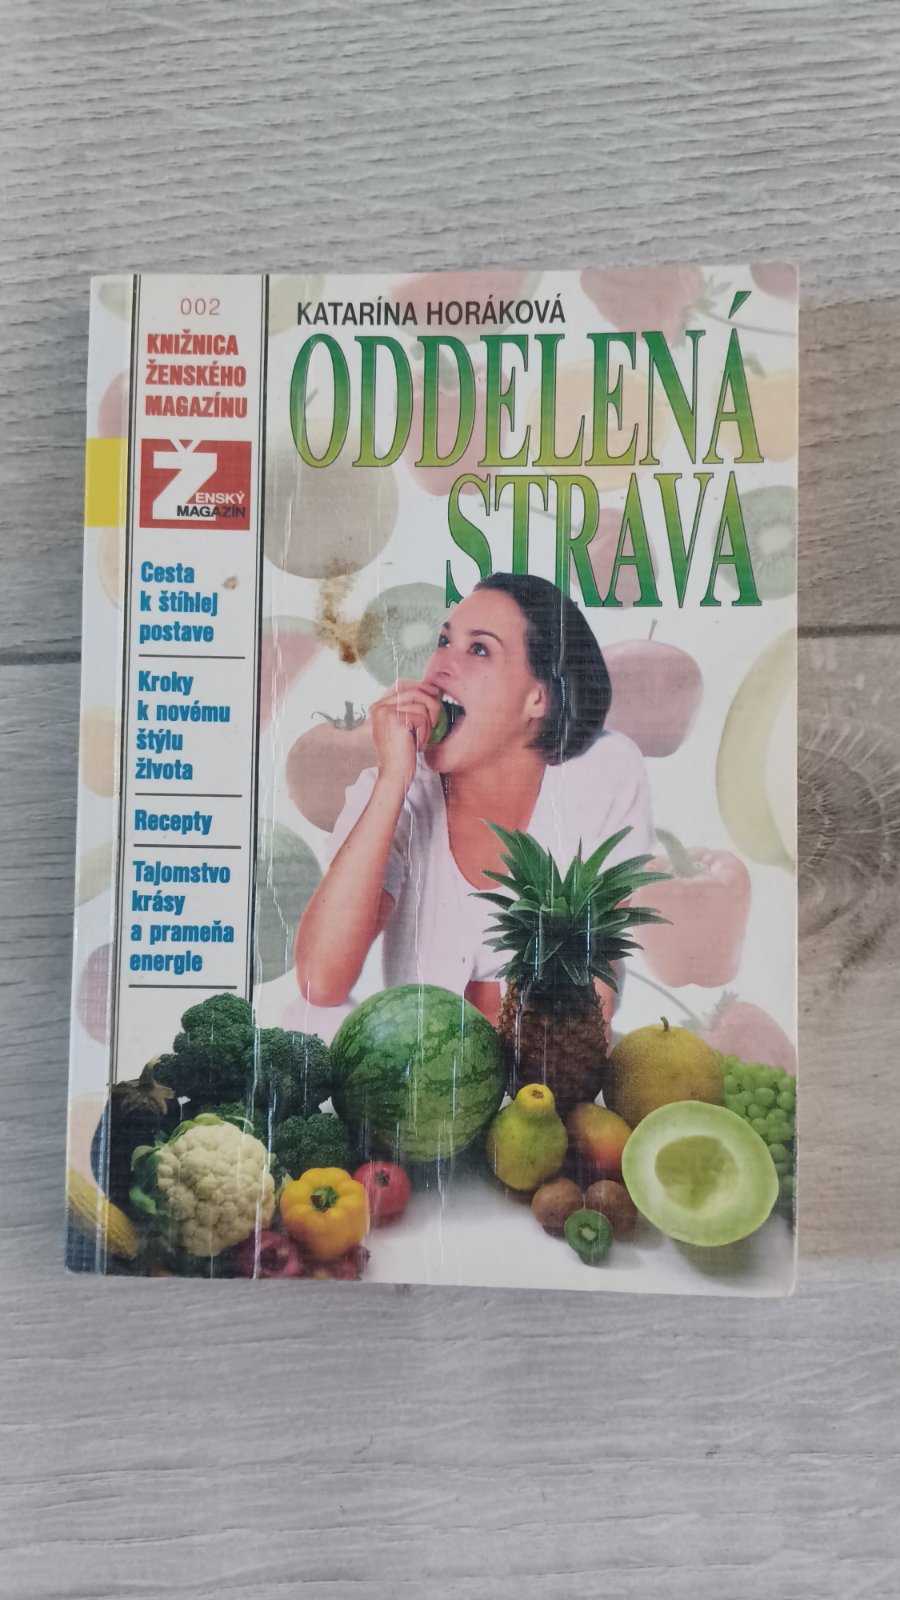 002
KNIŽNICA
ŽENSKÉHO
MAGAZÍNU
ŽENSKÝ
MAGAZÍN
Cesta
k štíhlej
postave
Kroky
k novému
štýlu
života
Recepty
Tajomstvo
krásy
a prameňa
energie
KATARÍNA HORÁKOVÁ
ODDELENÁ
STRAVA